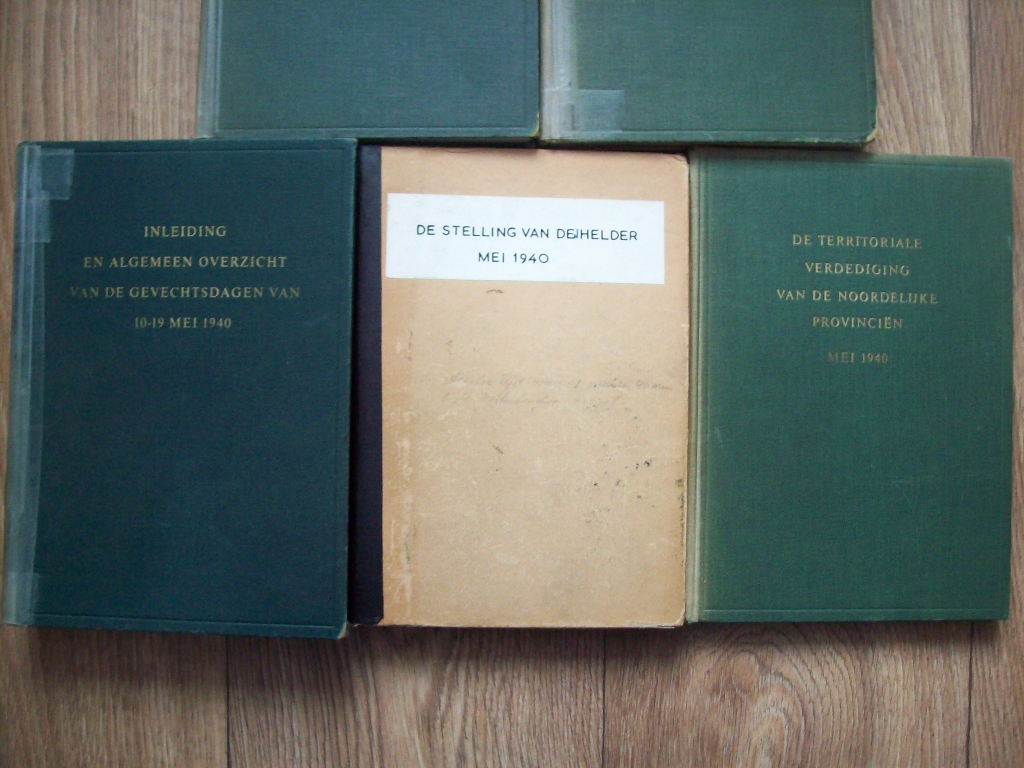 INLEIDING
EN ALGEMEEN OVERZICHT
VAN DE GEVECHTSDAGEN VAN
10-19 MEI 1940
DE STELLING VAN DEN HELDER
MEI 1940
DE TERRITORIALE
VERDEDIGING
VAN DE NOORDELIJKE
PROVINCIËN
MEI 1940